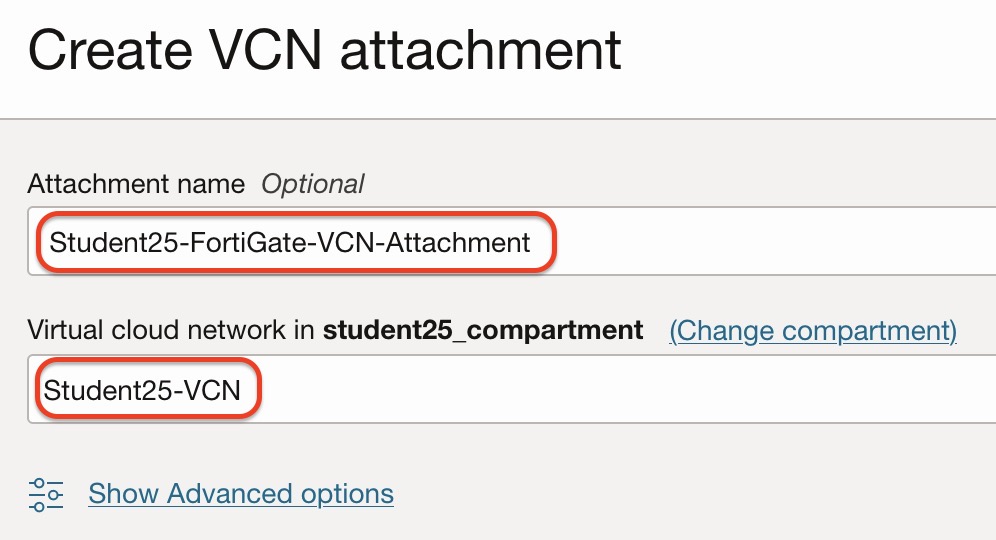 Create VCN attachment
Attachment name Optional
Student25-FortiGate-VCN-Attachment
Virtual cloud network in student25_compartment (Change compartment)
Student25-VCN
Show Advanced options